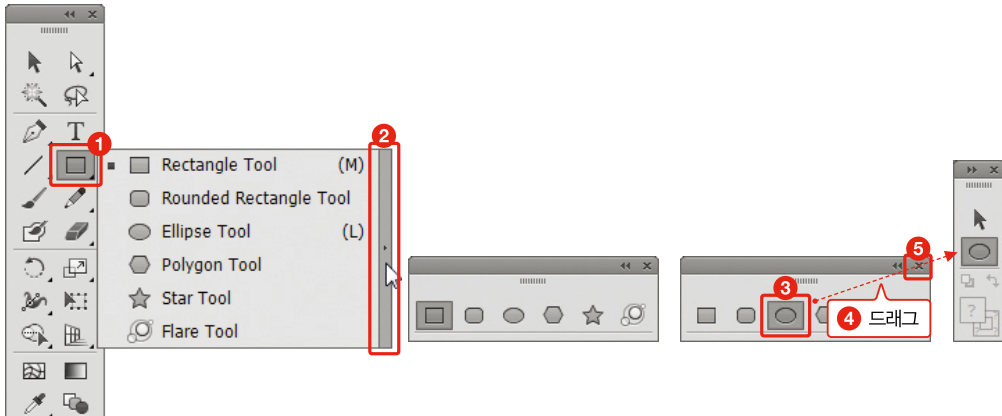 1
2
Rectangle Tool (M)
Rounded Rectangle Tool
Ellipse Tool (L)
Polygon Tool
Star Tool
Flare Tool
T
3
4 드래그
5
?